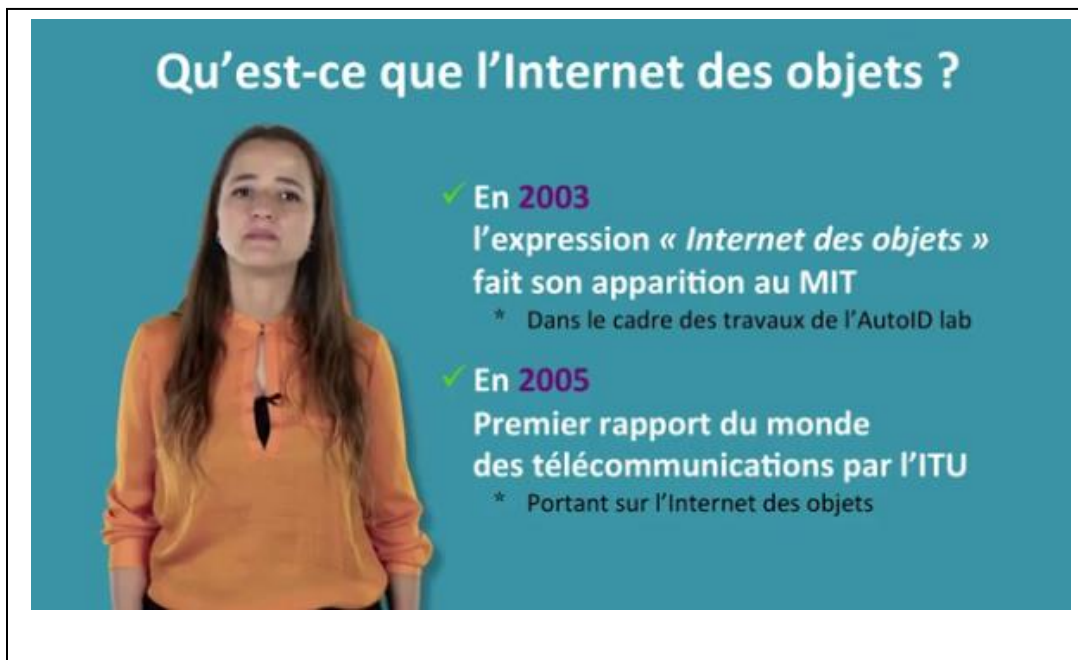 Qu’est-ce que l’Internet des objets ?
✓ En 2003
l’expression « Internet des objets »
fait son apparition au MIT
* Dans le cadre des travaux de l’AutoID lab
✓ En 2005
Premier rapport du monde
des télécommunications par l’ITU
* Portant sur l’Internet des objets